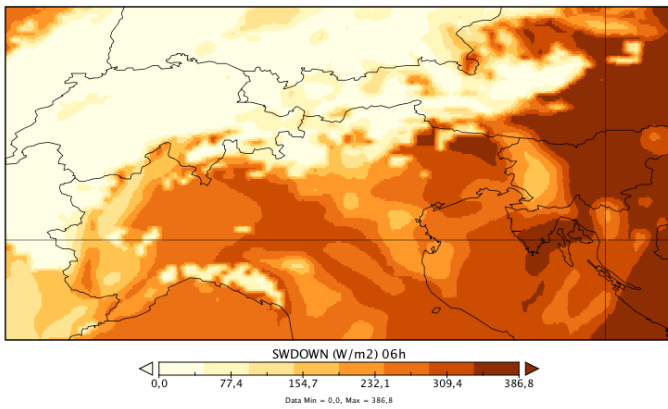 SWDOWN (W/m2) 06h
0,0 77,4 154,7 232,1 309,4 386,8
Data Min = 0,0, Max = 386,8